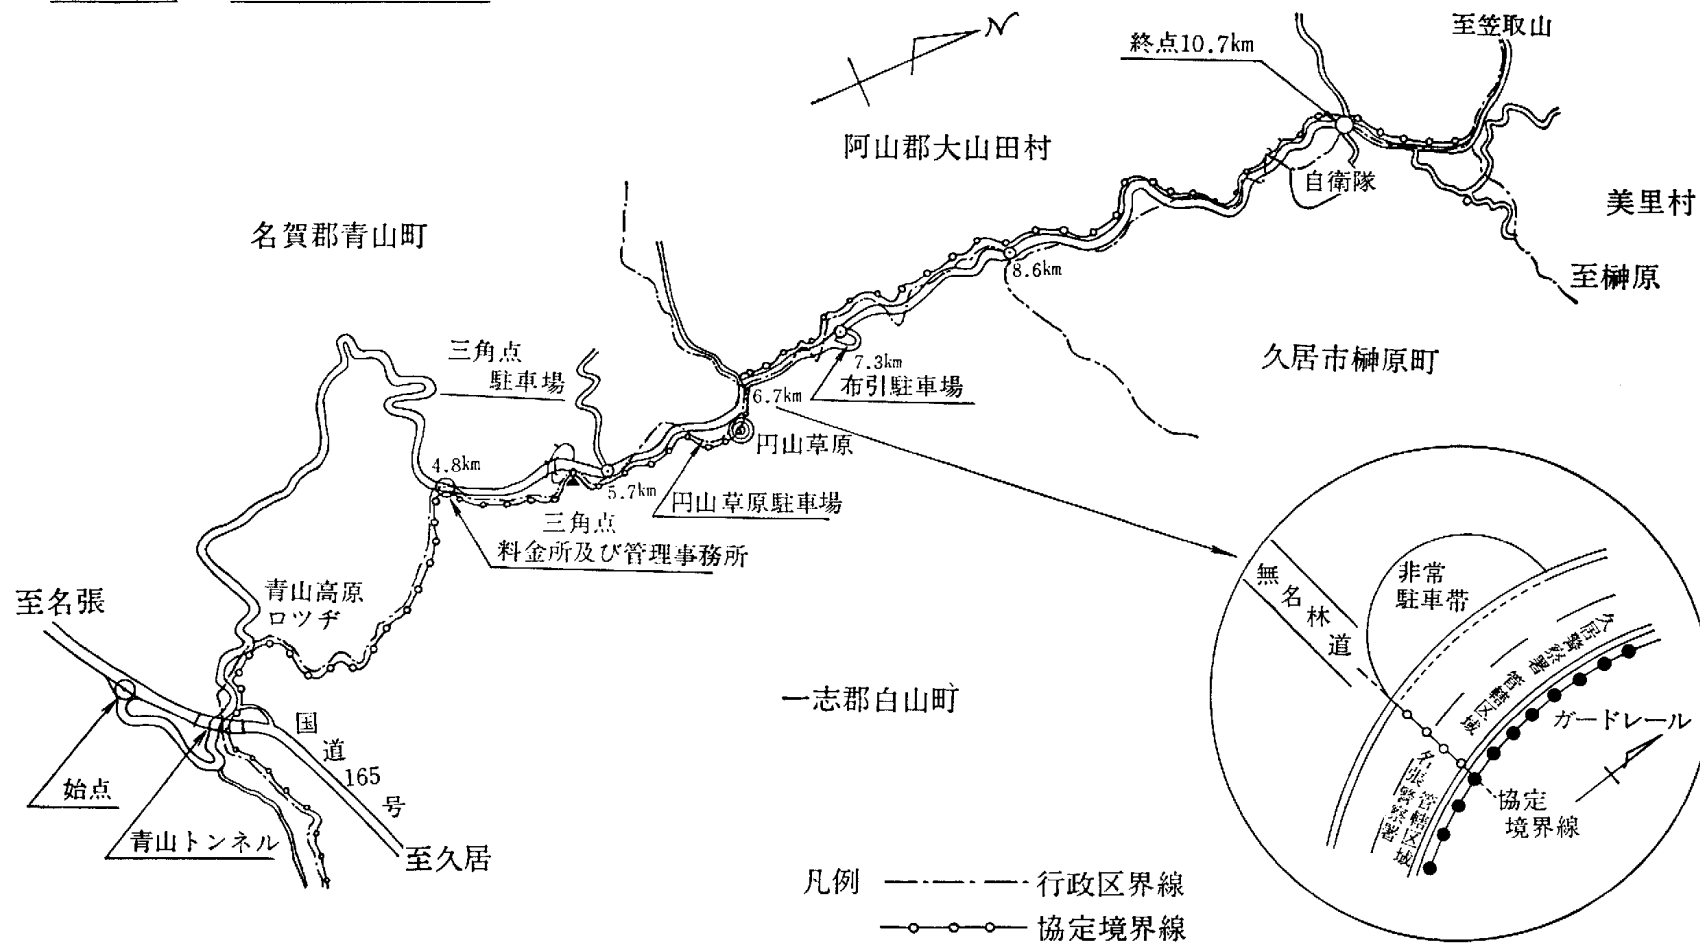 N
至笠取山
終点10.7km
阿山郡大山田村
自衛隊
美里村
名賀郡青山町
8.6km
至榊原
三角点
駐車場
7.3km
布引駐車場
久居市榊原町
6.7km
円山草原
4.8km
5.7km
円山草原駐車場
三角点
料金所及び管理事務所
青山高原
ロツヂ
至名張
一志郡白山町
国道165号
始点
青山トンネル
至久居
無名林道
非常
駐車帯
久居警察署
管轄区域
ガードレール
名張警察署
管轄区域
協定
境界線
凡例
行政区界線
協定境界線